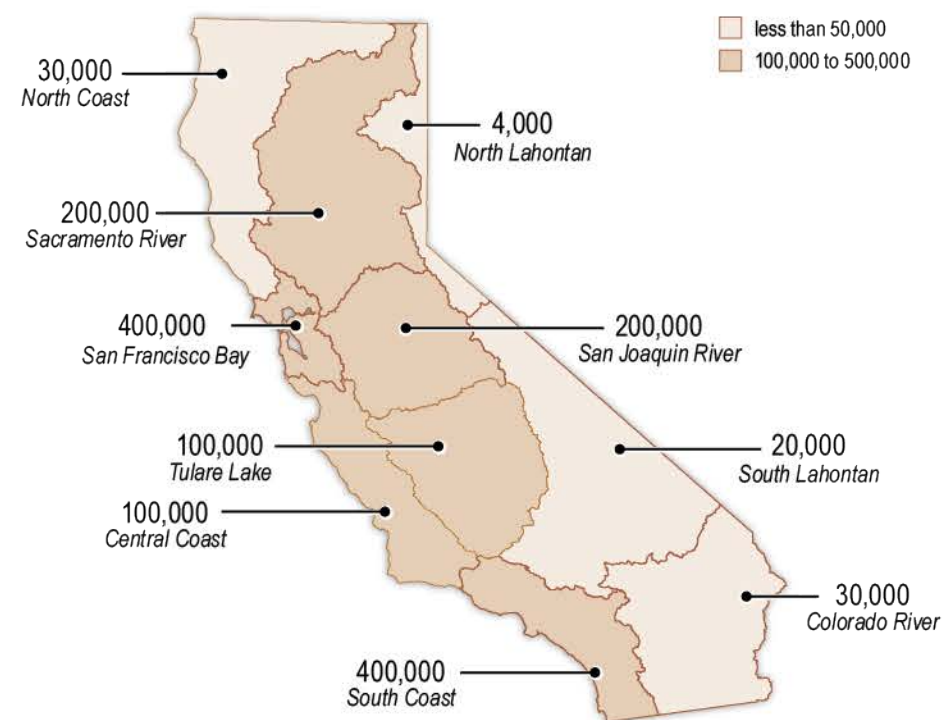 less than 50,000
100,000 to 500,000
30,000
North Coast
4,000
North Lahontan
200,000
Sacramento River
400,000
San Francisco Bay
200,000
San Joaquin River
100,000
Tulare Lake
20,000
South Lahontan
100,000
Central Coast
30,000
Colorado River
400,000
South Coast